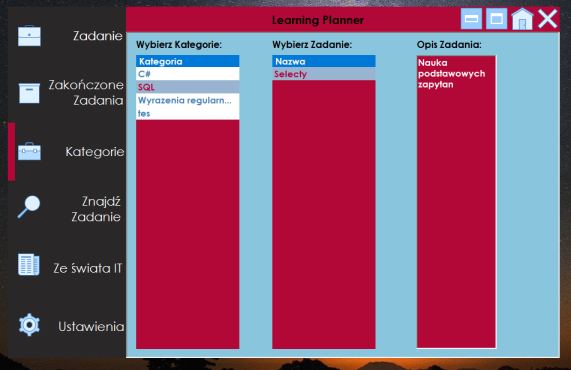 Learning Planner
Zadanie
Zakończone
Zadania
Kategorie
Znajdź
Zadanie
Ze świata IT
Ustawienia
Wybierz Kategorie:
Kategoria
C#
SQL
Wyrazenia regularn...
tes
Wybierz Zadanie:
Nazwa
Selecty
Opis Zadania:
Nauka
podstawowych
zapytan